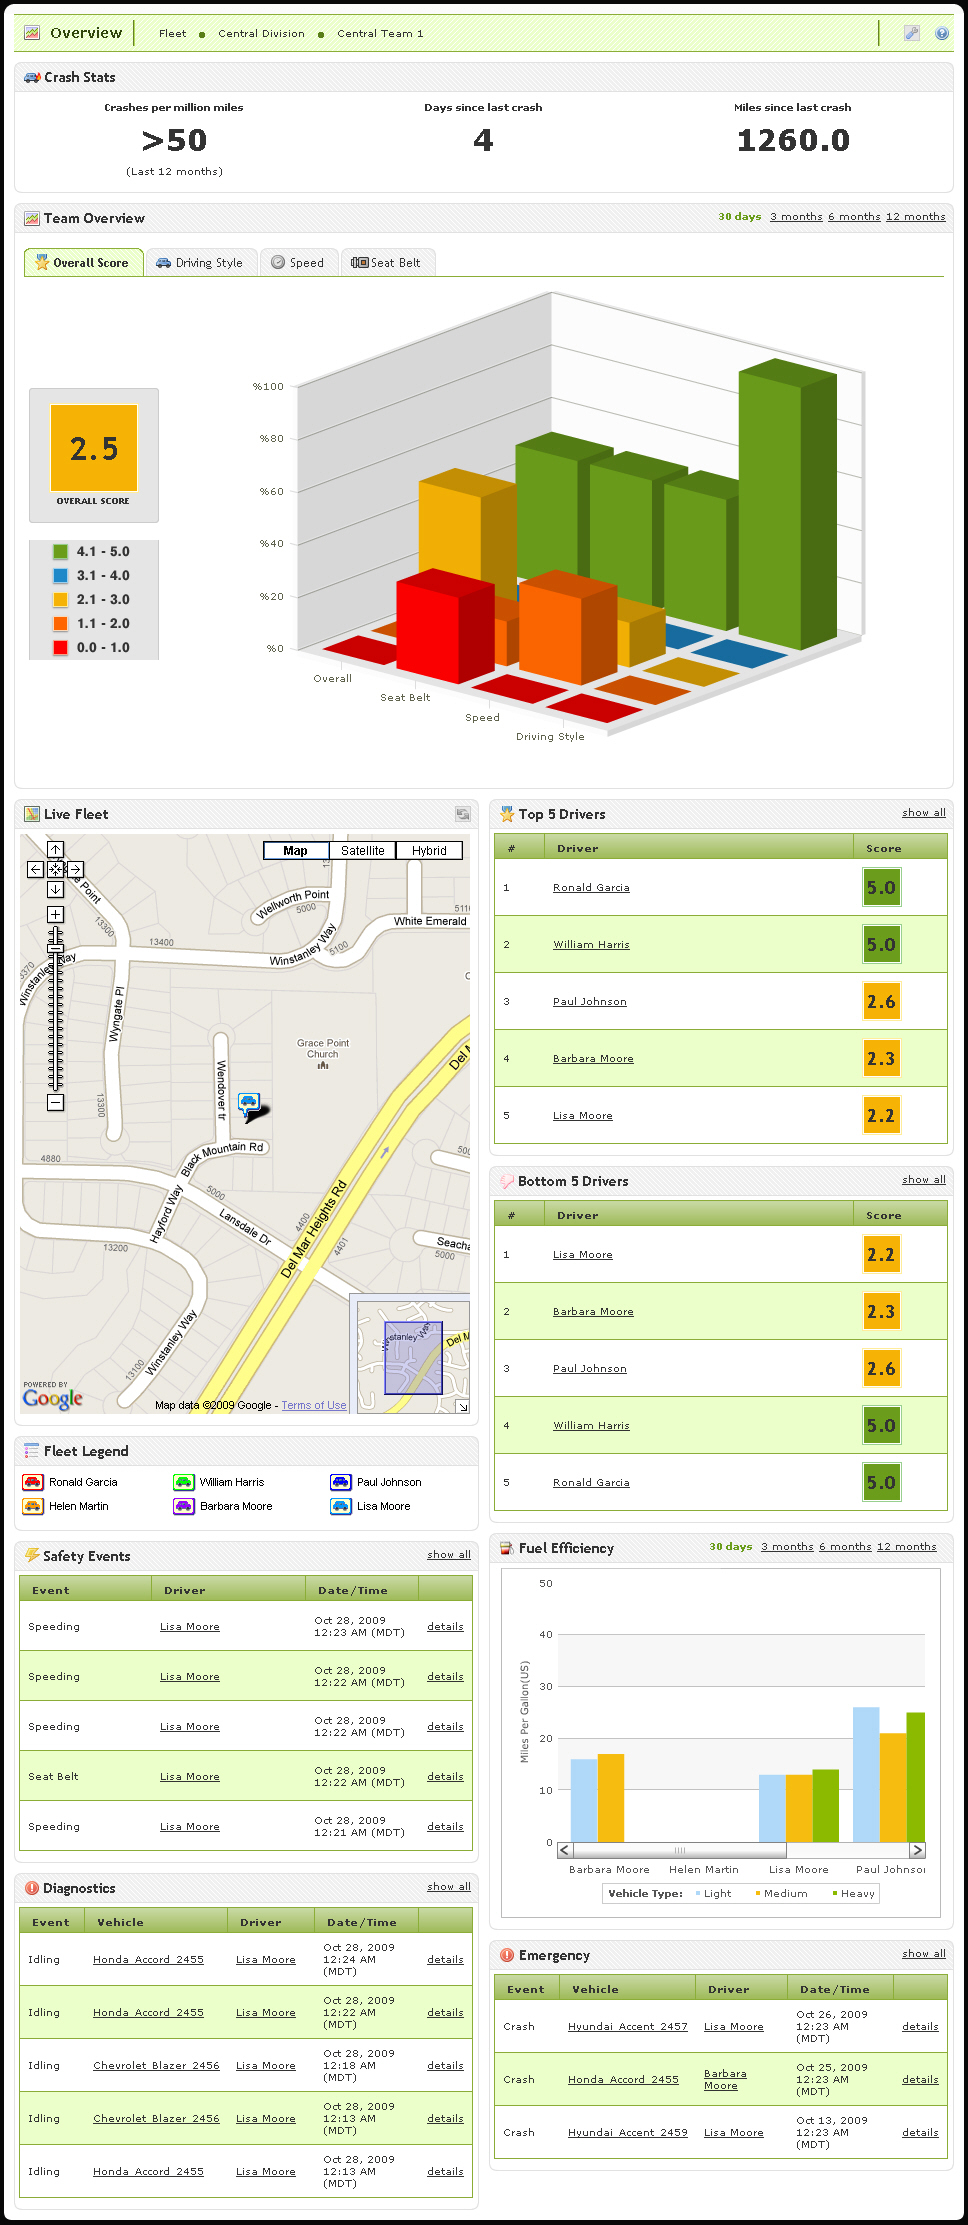 Overview
Fleet
Central Division
Central Team 1
Crash Stats
Crashes per million miles
>50
(Last 12 months)
Days since last crash
4
Miles since last crash
1260.0
Team Overview
30 days 3 months 6 months 12 months
Overall Score
Driving Style
Speed
Seat Belt
2.5
OVERALL SCORE
4.1 - 5.0
3.1 - 4.0
2.1 - 3.0
1.1 - 2.0
0.0 - 1.0
%100
%80
%60
%40
%20
%0
Overall
Seat Belt
Speed
Driving Style
Live Fleet
Map
Satellite
Hybrid
Point
Wellworth Point
5000
13300
13400
Winstanley Way
5100
White Emerald
Winstanley Way
Wyngate Pl
13300
Grace Point
Church
Wendover tr
Del M
Black Mountain Rd
4880
5000
Hayford Way
Lansdale Dr
13200
4400
4401
Del Mar Heights Rd
Seacha
5000
Winstanley Way
13100
POWERED BY
Google
Map data ©2009 Google - Terms of Use
Del M
Fleet Legend
Ronald Garcia
William Harris
Paul Johnson
Helen Martin
Barbara Moore
Lisa Moore
Safety Events
show all
Event Driver Date/Time
Speeding Lisa Moore Oct 28, 2009 12:23 AM (MDT) details
Speeding Lisa Moore Oct 28, 2009 12:22 AM (MDT) details
Speeding Lisa Moore Oct 28, 2009 12:22 AM (MDT) details
Seat Belt Lisa Moore Oct 28, 2009 12:22 AM (MDT) details
Speeding Lisa Moore Oct 28, 2009 12:21 AM (MDT) details
Diagnostics
show all
Event Vehicle Driver Date/Time
Idling Honda Accord 2455 Lisa Moore Oct 28, 2009 12:24 AM (MDT) details
Idling Honda Accord 2455 Lisa Moore Oct 28, 2009 12:22 AM (MDT) details
Idling Chevrolet Blazer 2456 Lisa Moore Oct 28, 2009 12:18 AM (MDT) details
Idling Chevrolet Blazer 2456 Lisa Moore Oct 28, 2009 12:13 AM (MDT) details
Idling Honda Accord 2455 Lisa Moore Oct 28, 2009 12:13 AM (MDT) details
Top 5 Drivers
show all
# Driver Score
1 Ronald Garcia 5.0
2 William Harris 5.0
3 Paul Johnson 2.6
4 Barbara Moore 2.3
5 Lisa Moore 2.2
Bottom 5 Drivers
show all
# Driver Score
1 Lisa Moore 2.2
2 Barbara Moore 2.3
3 Paul Johnson 2.6
4 William Harris 5.0
5 Ronald Garcia 5.0
Fuel Efficiency
30 days 3 months 6 months 12 months
Miles Per Gallon(US)
50
40
30
20
10
0
Barbara Moore
Helen Martin
Lisa Moore
Paul Johnson
Vehicle Type: Light Medium Heavy
Emergency
show all
Event Vehicle Driver Date/Time
Crash Hyundai Accent 2457 Lisa Moore Oct 26, 2009 12:23 AM (MDT) details
Crash Honda Accord 2455 Barbara Moore Oct 25, 2009 12:23 AM (MDT) details
Crash Hyundai Accent 2459 Lisa Moore Oct 13, 2009 12:23 AM (MDT) details